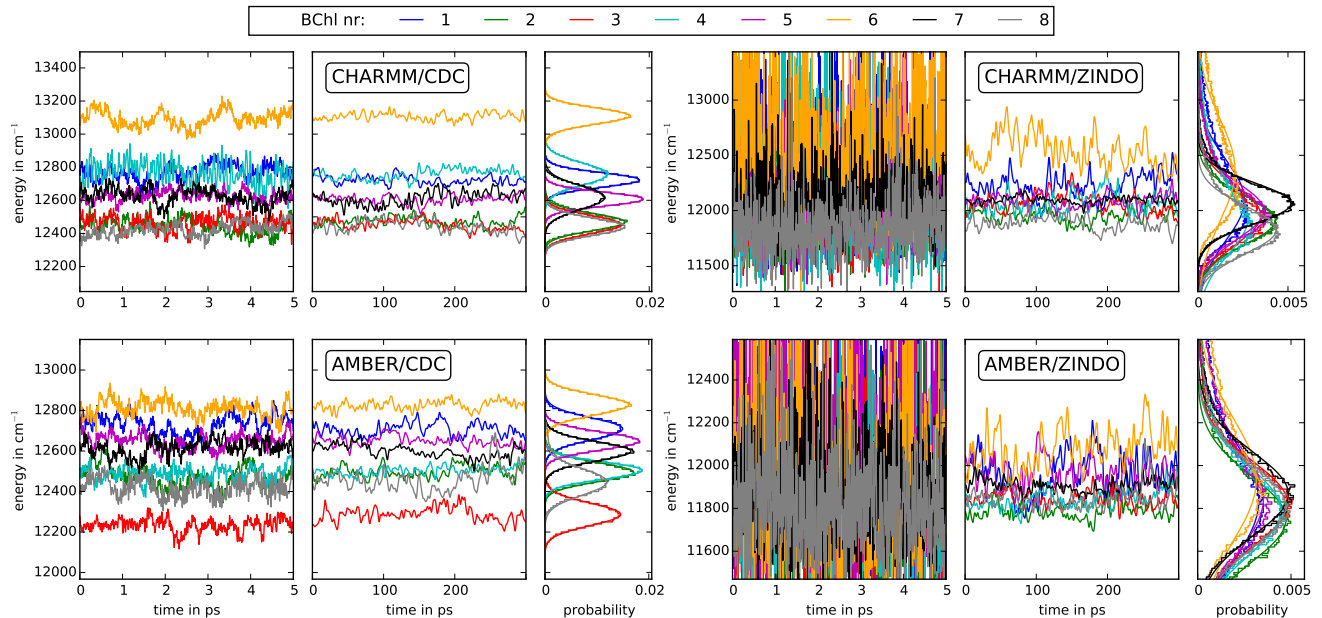 BChl nr: 1 2 3 4 5 6 7 8
CHARMM/CDC
CHARMM/ZINDO
energy in cm⁻¹
13400
13200
13000
12800
12600
12400
12200
0 1 2 3 4 5
0 100 200
0 0.02
energy in cm⁻¹
13000
12500
12000
11500
0 1 2 3 4 5
0 100 200
0 0.005
AMBER/CDC
AMBER/ZINDO
energy in cm⁻¹
13000
12800
12600
12400
12200
12000
0 1 2 3 4 5
0 100 200
0 0.02
time in ps
time in ps
probability
energy in cm⁻¹
12400
12200
12000
11800
11600
0 1 2 3 4 5
0 100 200
0 0.005
time in ps
time in ps
probability